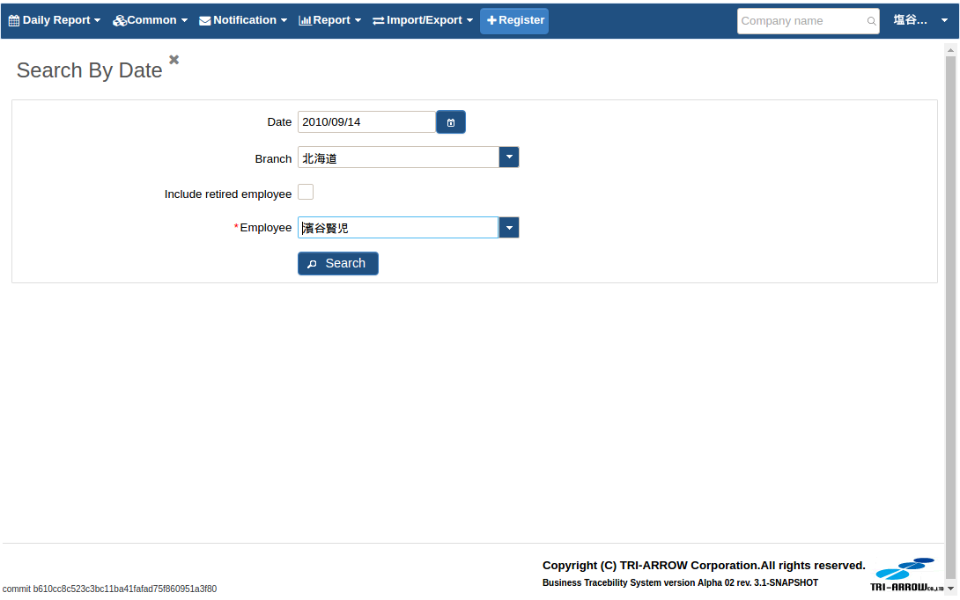 Daily Report Common Notification Report Import/Export Register Company name 塩谷...
Search By Date
Date 2010/09/14
Branch 北海道
Include retired employee
*Employee 濱谷賢児
Search
Copyright (C) TRI-ARROW Corporation.All rights reserved.
Business Tracebility System version Alpha 02 rev. 3.1-SNAPSHOT
TRI-ARROW CO.,LTD
commit b610cc8c523c3bc11ba41fafad75f860951a3f80